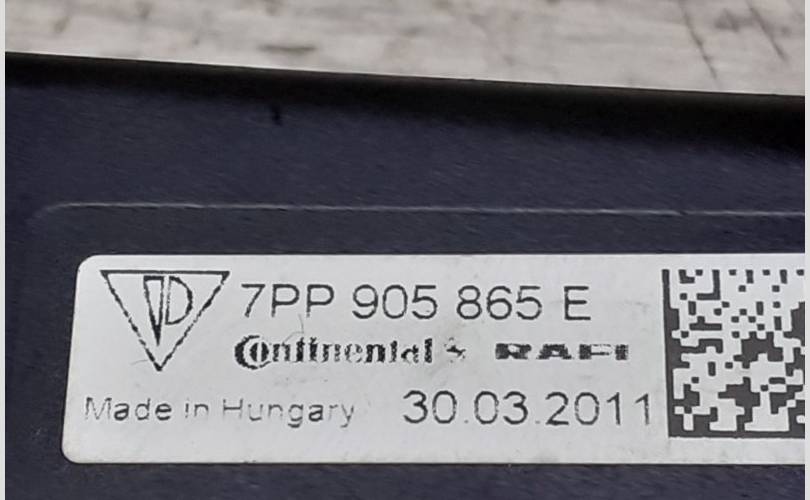 7PP 905 865 E
Continental & RAFI
Made in Hungary 30.03.2011